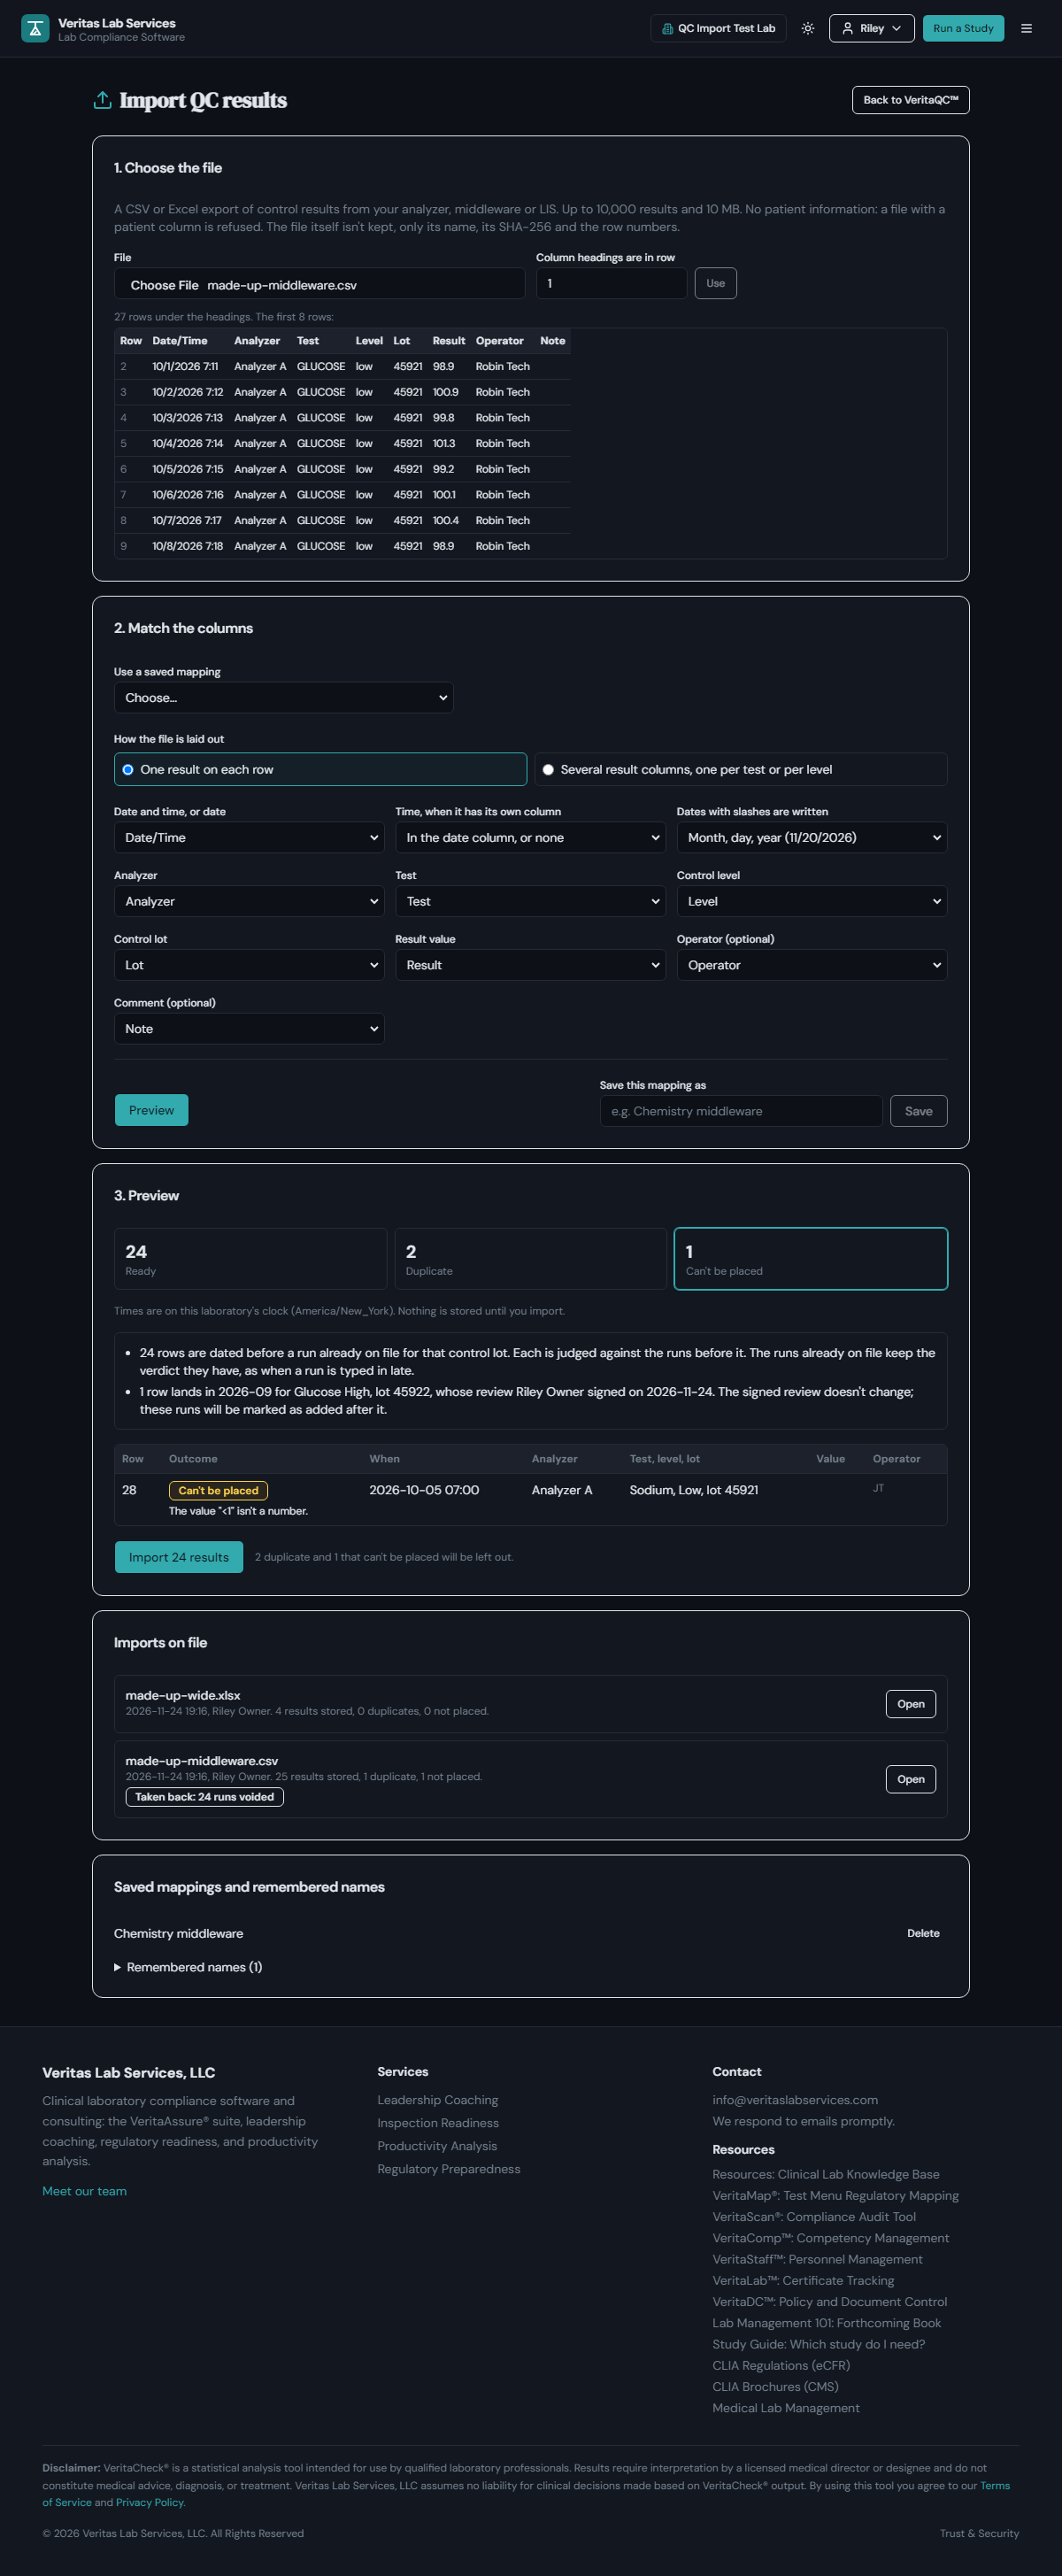 Veritas Lab Services
Lab Compliance Software
QC Import Test Lab
Riley
Run a Study
Import QC results
Back to VeritaQC™
1. Choose the file
A CSV or Excel export of control results from your analyzer, middleware or LIS. Up to 10,000 results and 10 MB. No patient information: a file with a
patient column is refused. The file itself isn't kept, only its name, its SHA-256 and the row numbers.
File
Column headings are in row
Choose File made-up-middleware.csv
1
Use
27 rows under the headings. The first 8 rows:
Row Date/Time Analyzer Test Level Lot Result Operator Note
2 10/1/2026 7:11 Analyzer A GLUCOSE low 45921 98.9 Robin Tech
3 10/2/2026 7:12 Analyzer A GLUCOSE low 45921 100.9 Robin Tech
4 10/3/2026 7:13 Analyzer A GLUCOSE low 45921 99.8 Robin Tech
5 10/4/2026 7:14 Analyzer A GLUCOSE low 45921 101.3 Robin Tech
6 10/5/2026 7:15 Analyzer A GLUCOSE low 45921 99.2 Robin Tech
7 10/6/2026 7:16 Analyzer A GLUCOSE low 45921 100.1 Robin Tech
8 10/7/2026 7:17 Analyzer A GLUCOSE low 45921 100.4 Robin Tech
9 10/8/2026 7:18 Analyzer A GLUCOSE low 45921 98.9 Robin Tech
2. Match the columns
Use a saved mapping
Choose...
How the file is laid out
One result on each row
Several result columns, one per test or per level
Date and time, or date
Time, when it has its own column
Dates with slashes are written
Date/Time
In the date column, or none
Month, day, year (11/20/2026)
Analyzer
Test
Control level
Analyzer
Test
Level
Control lot
Result value
Operator (optional)
Lot
Result
Operator
Comment (optional)
Note
Save this mapping as
Preview
e.g. Chemistry middleware
Save
3. Preview
24
Ready
2
Duplicate
1
Can't be placed
Times are on this laboratory's clock (America/New_York). Nothing is stored until you import.
• 24 rows are dated before a run already on file for that control lot. Each is judged against the runs before it. The runs already on file keep the
verdict they have, as when a run is typed in late.
• 1 row lands in 2026-09 for Glucose High, lot 45922, whose review Riley Owner signed on 2026-11-24. The signed review doesn't change;
these runs will be marked as added after it.
Row Outcome When Analyzer Test, level, lot Value Operator
28 Can't be placed 2026-10-05 07:00 Analyzer A Sodium, Low, lot 45921 JT
The value "<1" isn't a number.
Import 24 results
2 duplicate and 1 that can't be placed will be left out.
Imports on file
made-up-wide.xlsx
2026-11-24 19:16, Riley Owner. 4 results stored, 0 duplicates, 0 not placed.
Open
made-up-middleware.csv
2026-11-24 19:16, Riley Owner. 25 results stored, 1 duplicate, 1 not placed.
Taken back: 24 runs voided
Open
Saved mappings and remembered names
Chemistry middleware
Delete
Remembered names (1)
Veritas Lab Services, LLC
Clinical laboratory compliance software and
consulting: the VeritaAssure® suite, leadership
coaching, regulatory readiness, and productivity
analysis.
Meet our team
Services
Leadership Coaching
Inspection Readiness
Productivity Analysis
Regulatory Preparedness
Contact
info@veritaslabservices.com
We respond to emails promptly.
Resources
Resources: Clinical Lab Knowledge Base
VeritaMap®: Test Menu Regulatory Mapping
VeritaScan®: Compliance Audit Tool
VeritaComp™: Competency Management
VeritaStaff™: Personnel Management
VeritaLab™: Certificate Tracking
VeritaDC™: Policy and Document Control
Lab Management 101: Forthcoming Book
Study Guide: Which study do I need?
CLIA Regulations (eCFR)
CLIA Brochures (CMS)
Medical Lab Management
Disclaimer: VeritaCheck® is a statistical analysis tool intended for use by qualified laboratory professionals. Results require interpretation by a licensed medical director or designee and do not
constitute medical advice, diagnosis, or treatment. Veritas Lab Services, LLC assumes no liability for clinical decisions made based on VeritaCheck® output. By using this tool you agree to our Terms
of Service and Privacy Policy.
© 2026 Veritas Lab Services, LLC. All Rights Reserved
Trust & Security